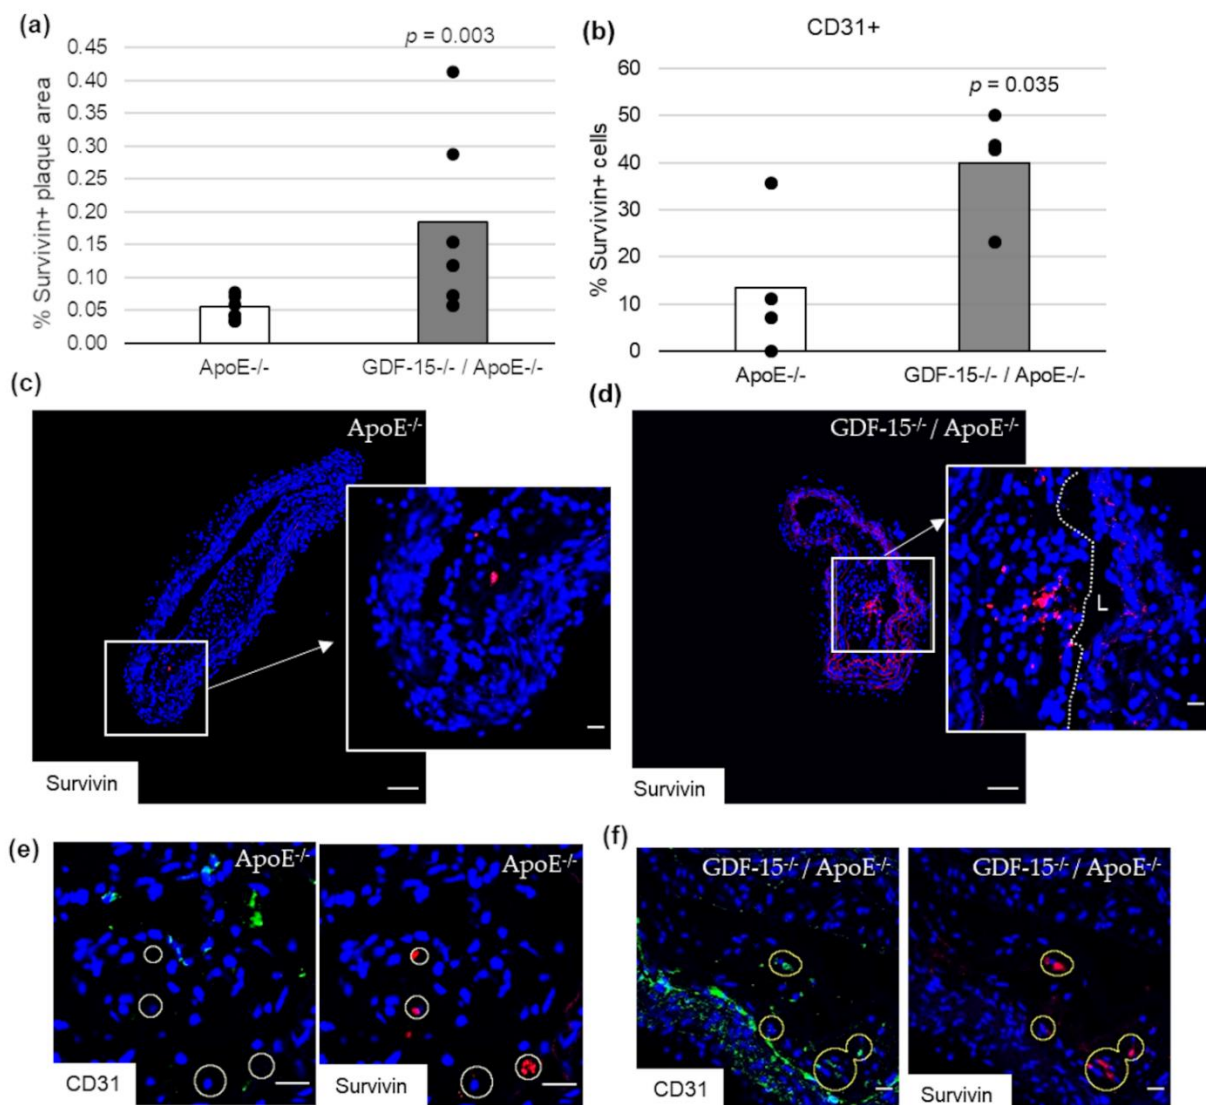 (a)
p = 0.003
% Survivin+ plaque area
0.45
0.40
0.35
0.30
0.25
0.20
0.15
0.10
0.05
0.00
ApoE-/-
GDF-15-/- / ApoE-/-
(b)
CD31+
p = 0.035
% Survivin+ cells
60
50
40
30
20
10
0
ApoE-/-
GDF-15-/- / ApoE-/-
(c)
ApoE-/-
Survivin
(d)
GDF-15-/- / ApoE-/-
L
Survivin
(e)
ApoE-/-
CD31
ApoE-/-
Survivin
(f)
GDF-15-/- / ApoE-/-
CD31
GDF-15-/- / ApoE-/-
Survivin